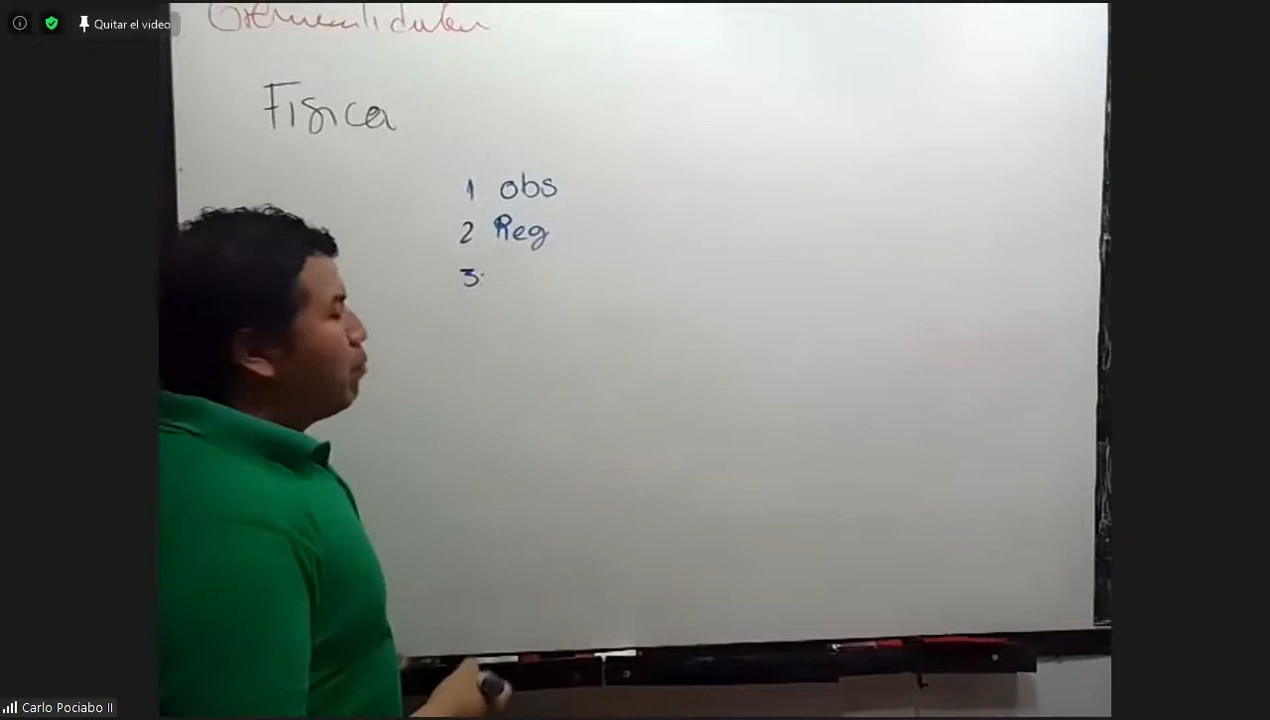 Quitar el video
Fisica
1 obs
2 Reg
3.
Carlo Pociabo II